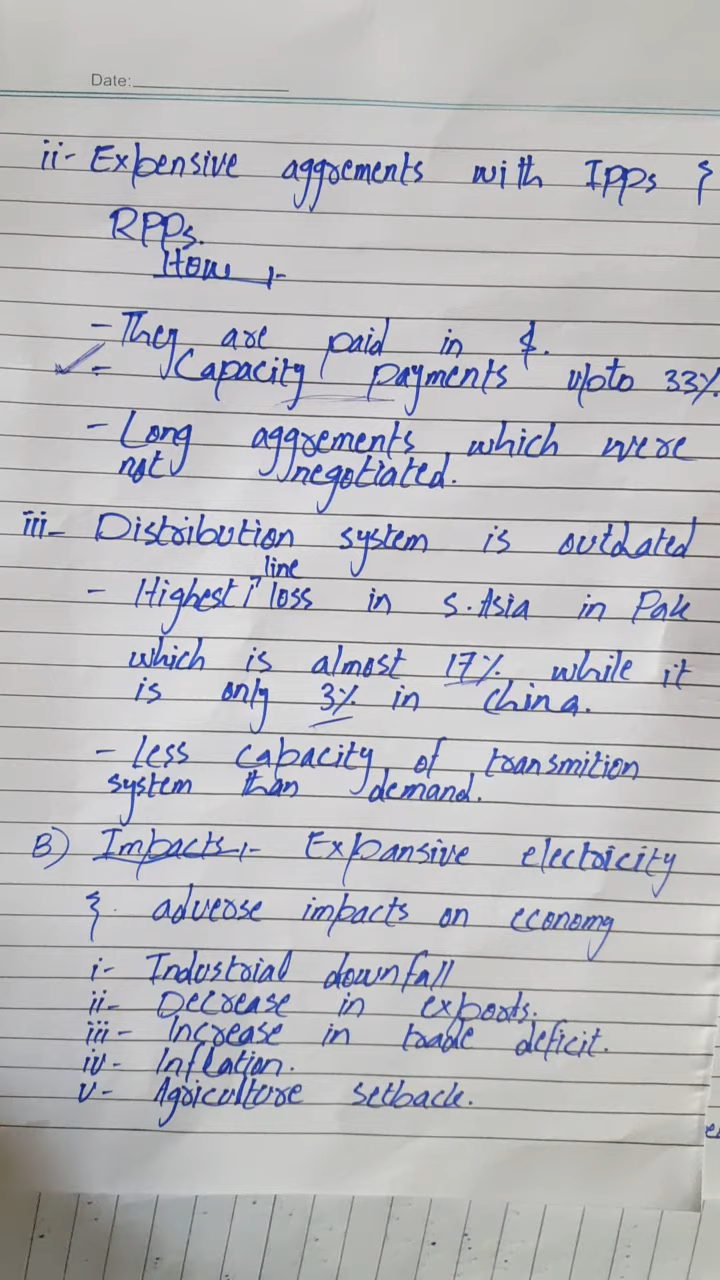 Date:
ii- Expensive aggrements with IPPs &
RPPs.
How :-
- They are paid in $.
- Capacity payments upto 33%.
- Long aggrements which were
not negotiated.
iii- Distribution system is outdated
line
- Highest loss in S. Asia in Pak
which is almost 17% while it
is only 3% in China.
- Less capacity of transmition
system than demand.
B) Impacts:- Expansive electricity
& adverse impacts on economy
i- Industrial downfall
ii- Decrease in exports.
iii- Increase in trade deficit.
iv- Inflation.
v- Agriculture setback.